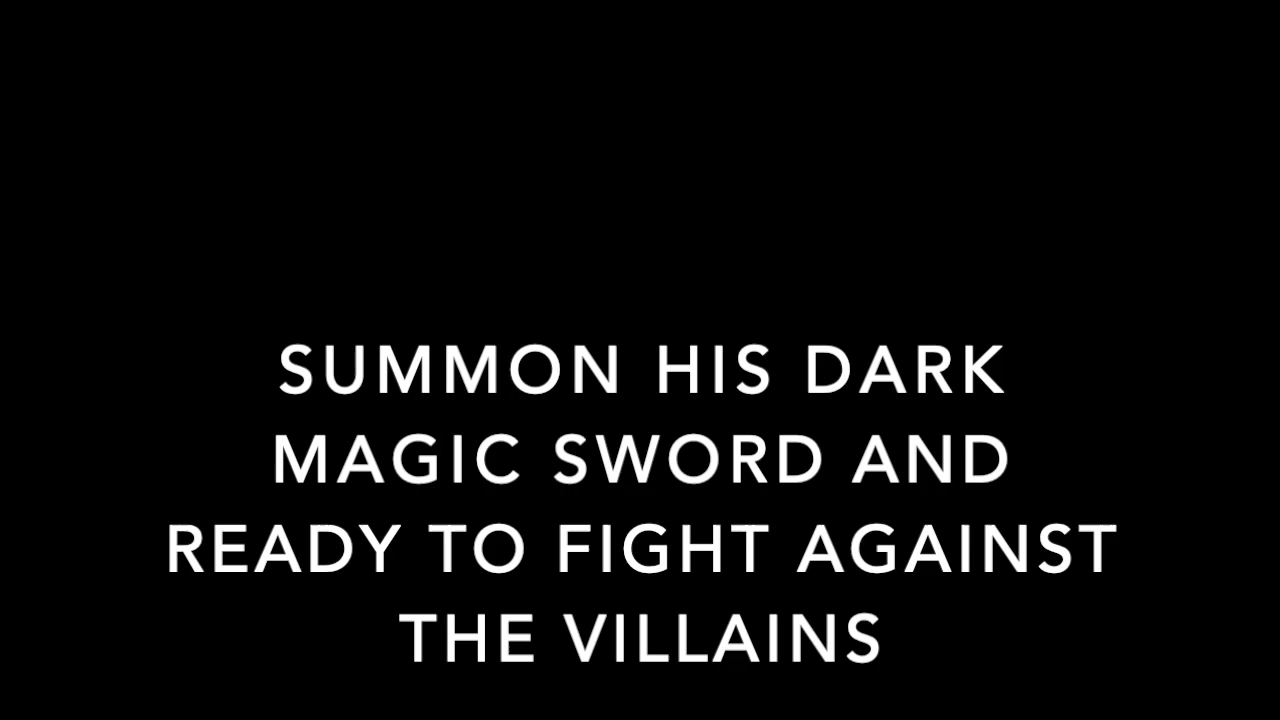 SUMMON HIS DARK
MAGIC SWORD AND
READY TO FIGHT AGAINST
THE VILLAINS